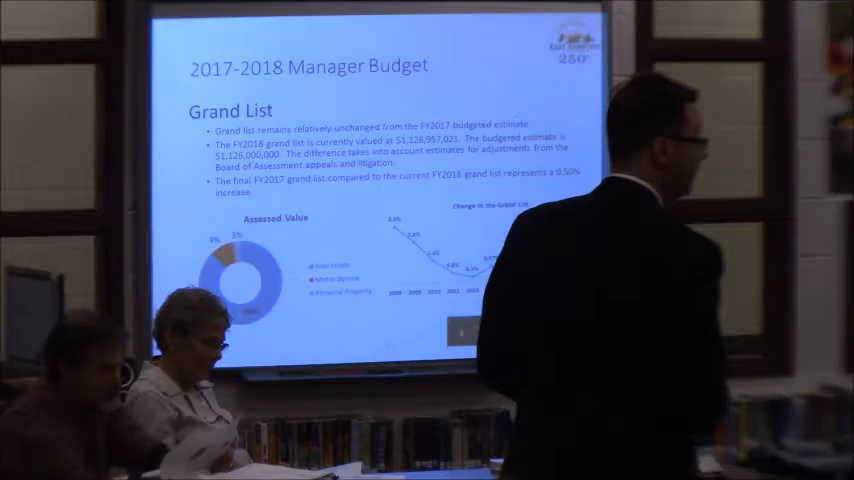 250
2017-2018 Manager Budget
Grand List
• Grand list remains relatively unchanged from the FY2017 budgeted estimate
• The FY2018 grand list is currently valued at $1,128,957,021. The budgeted estimate is
$1,126,000,000 The difference takes into account estimates for adjustments from the
Board of Assessment appeals and litigation.
• The final FY2017 grand list compared to the current FY2018 grand list represents a 0.50%
increase.
Assessed Value
9%
3%
Real Estate
Personal Property
Change in the Grand List
2008 2009 2010 2011 2012